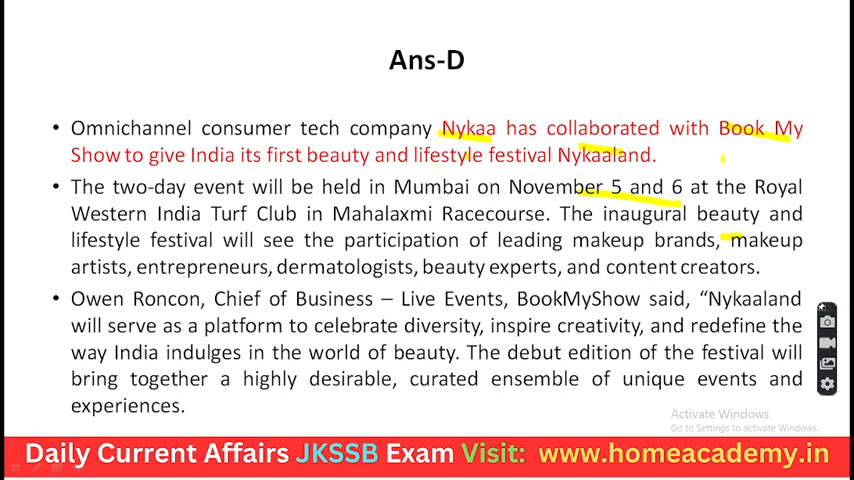 Ans-D
• Omnichannel consumer tech company Nykaa has collaborated with Book My
Show to give India its first beauty and lifestyle festival Nykaaland.
• The two-day event will be held in Mumbai on November 5 and 6 at the Royal
Western India Turf Club in Mahalaxmi Racecourse. The inaugural beauty and
lifestyle festival will see the participation of leading makeup brands, makeup
artists, entrepreneurs, dermatologists, beauty experts, and content creators.
• Owen Roncon, Chief of Business – Live Events, BookMyShow said, “Nykaaland
will serve as a platform to celebrate diversity, inspire creativity, and redefine the
way India indulges in the world of beauty. The debut edition of the festival will
bring together a highly desirable, curated ensemble of unique events and
experiences.
Activate Windows
Go to Settings to activate Windows.
Daily Current Affairs JKSSB Exam Visit: www.homeacademy.in